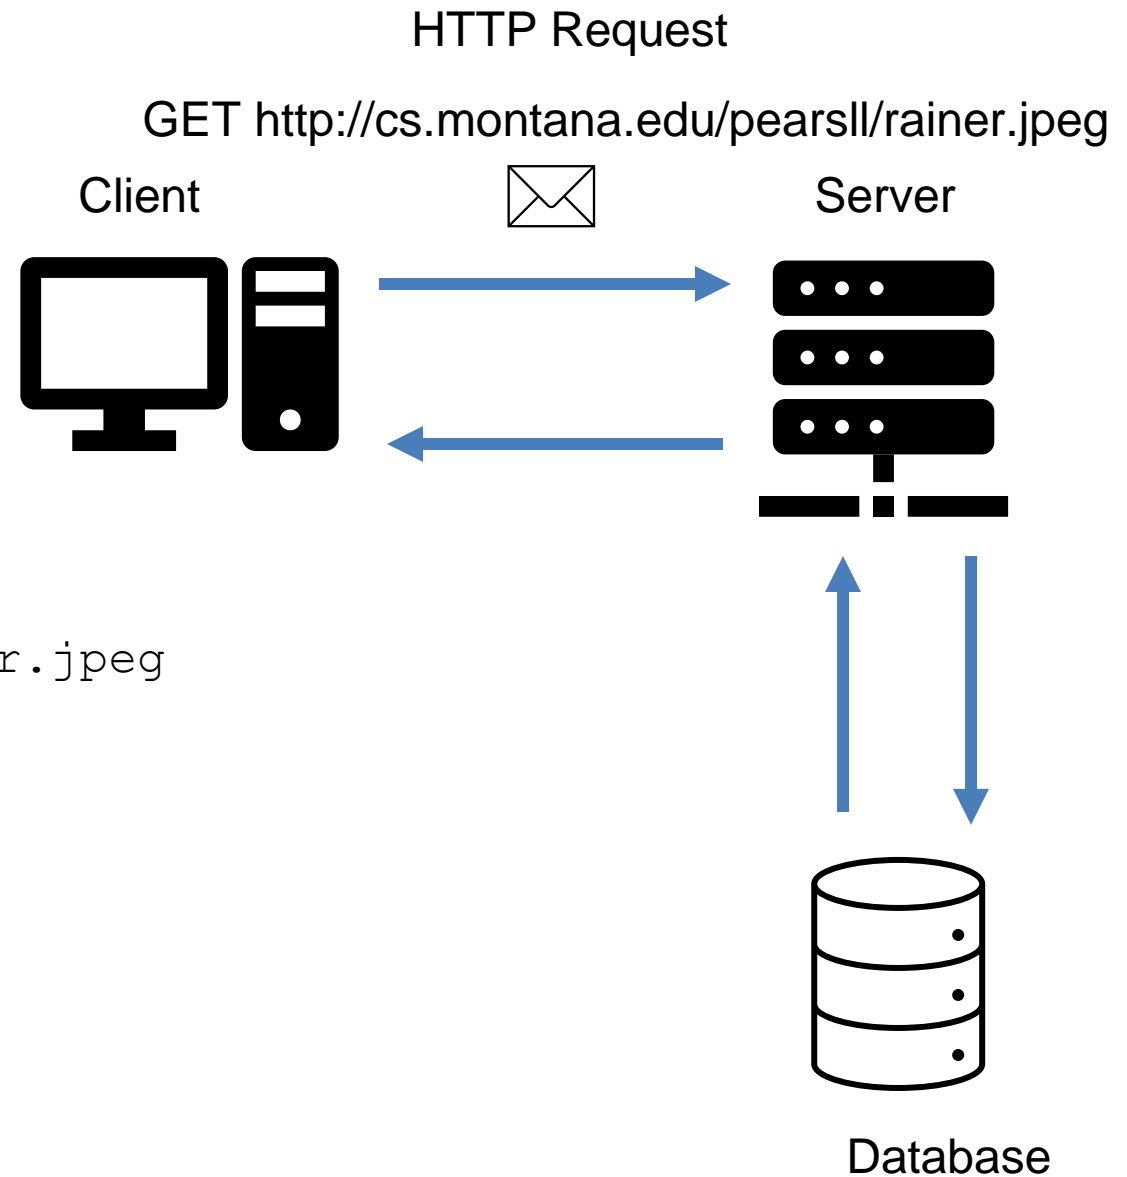 HTTP Request
GET http://cs.montana.edu/pearsll/rainer.jpeg
Client
Server
r.jpeg
Database